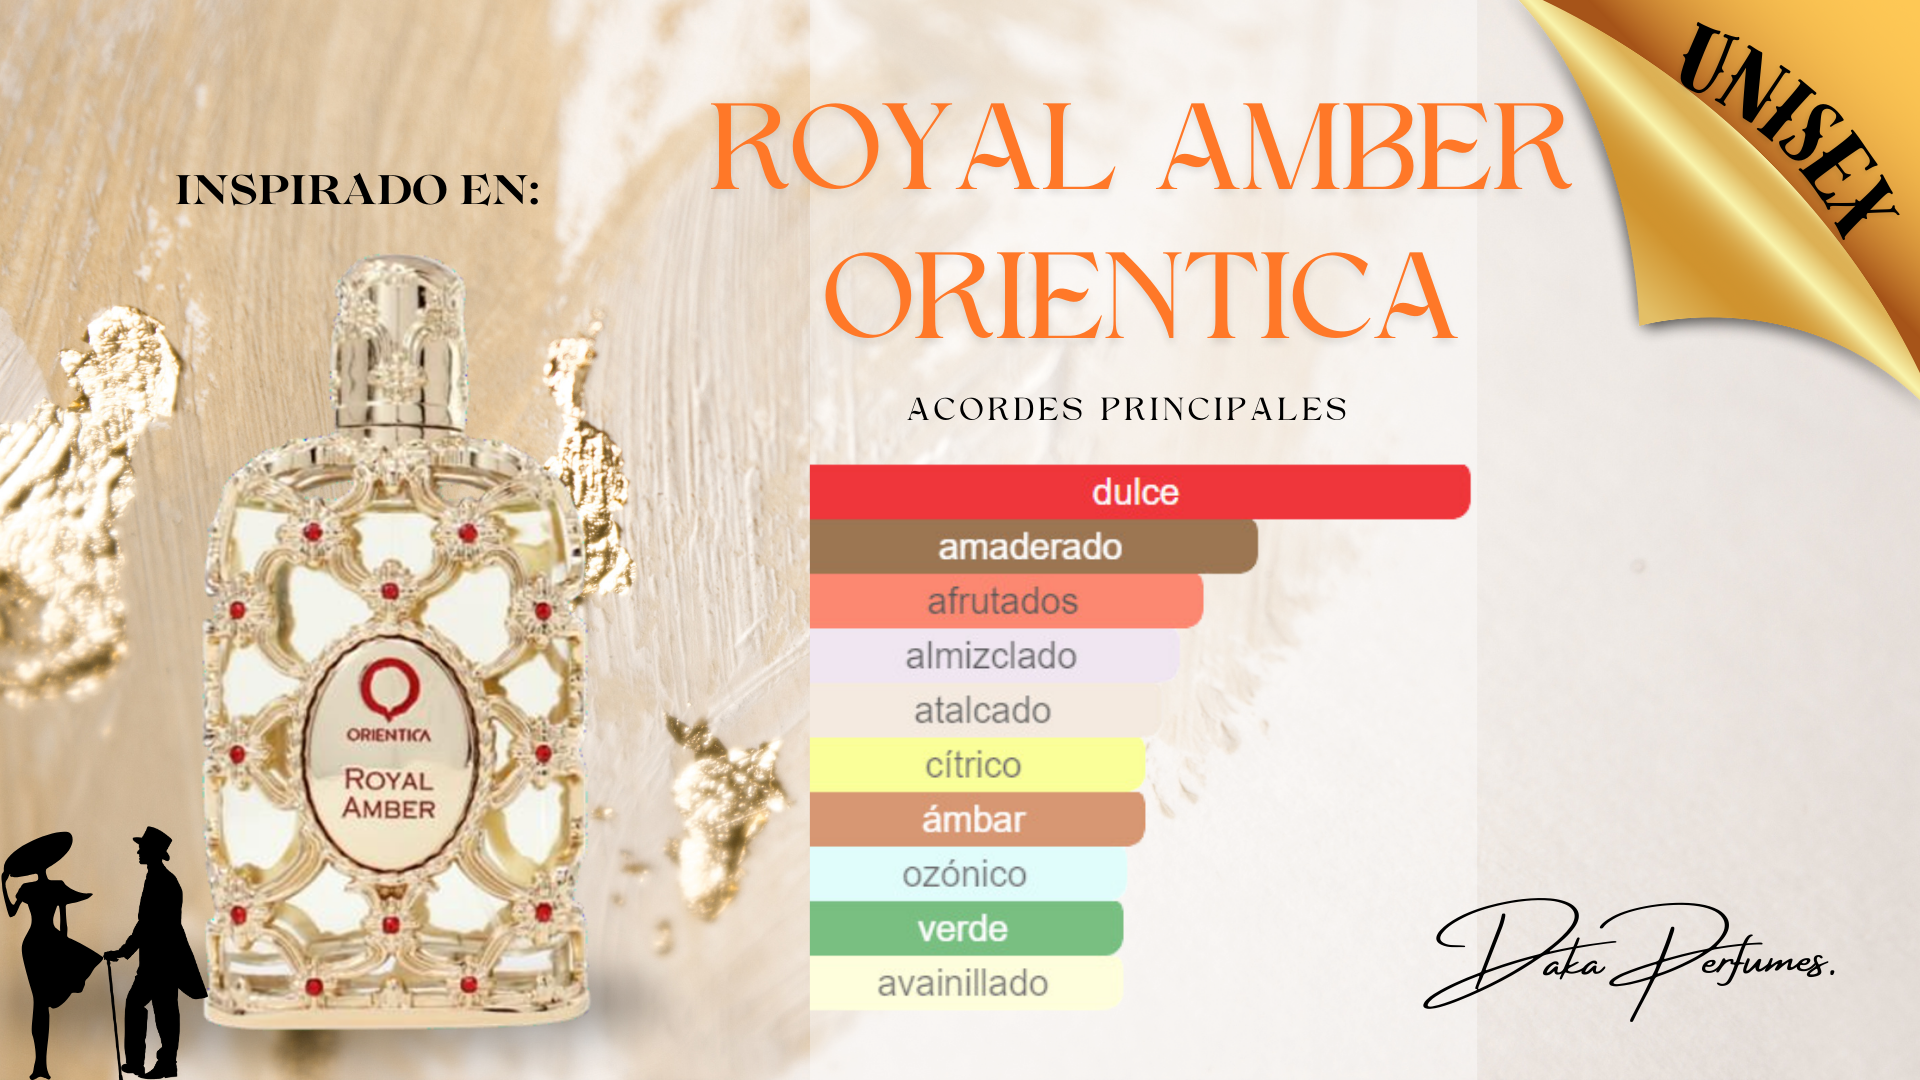 UNISEX
ROYAL AMBER
ORIENTICA
INSPIRADO EN:
ACORDES PRINCIPALES
dulce
amaderado
afrutados
almizclado
atalcado
cítrico
ámbar
ozónico
verde
avainillado
ORIENTICA
ROYAL
AMBER
Daka Perfumes.